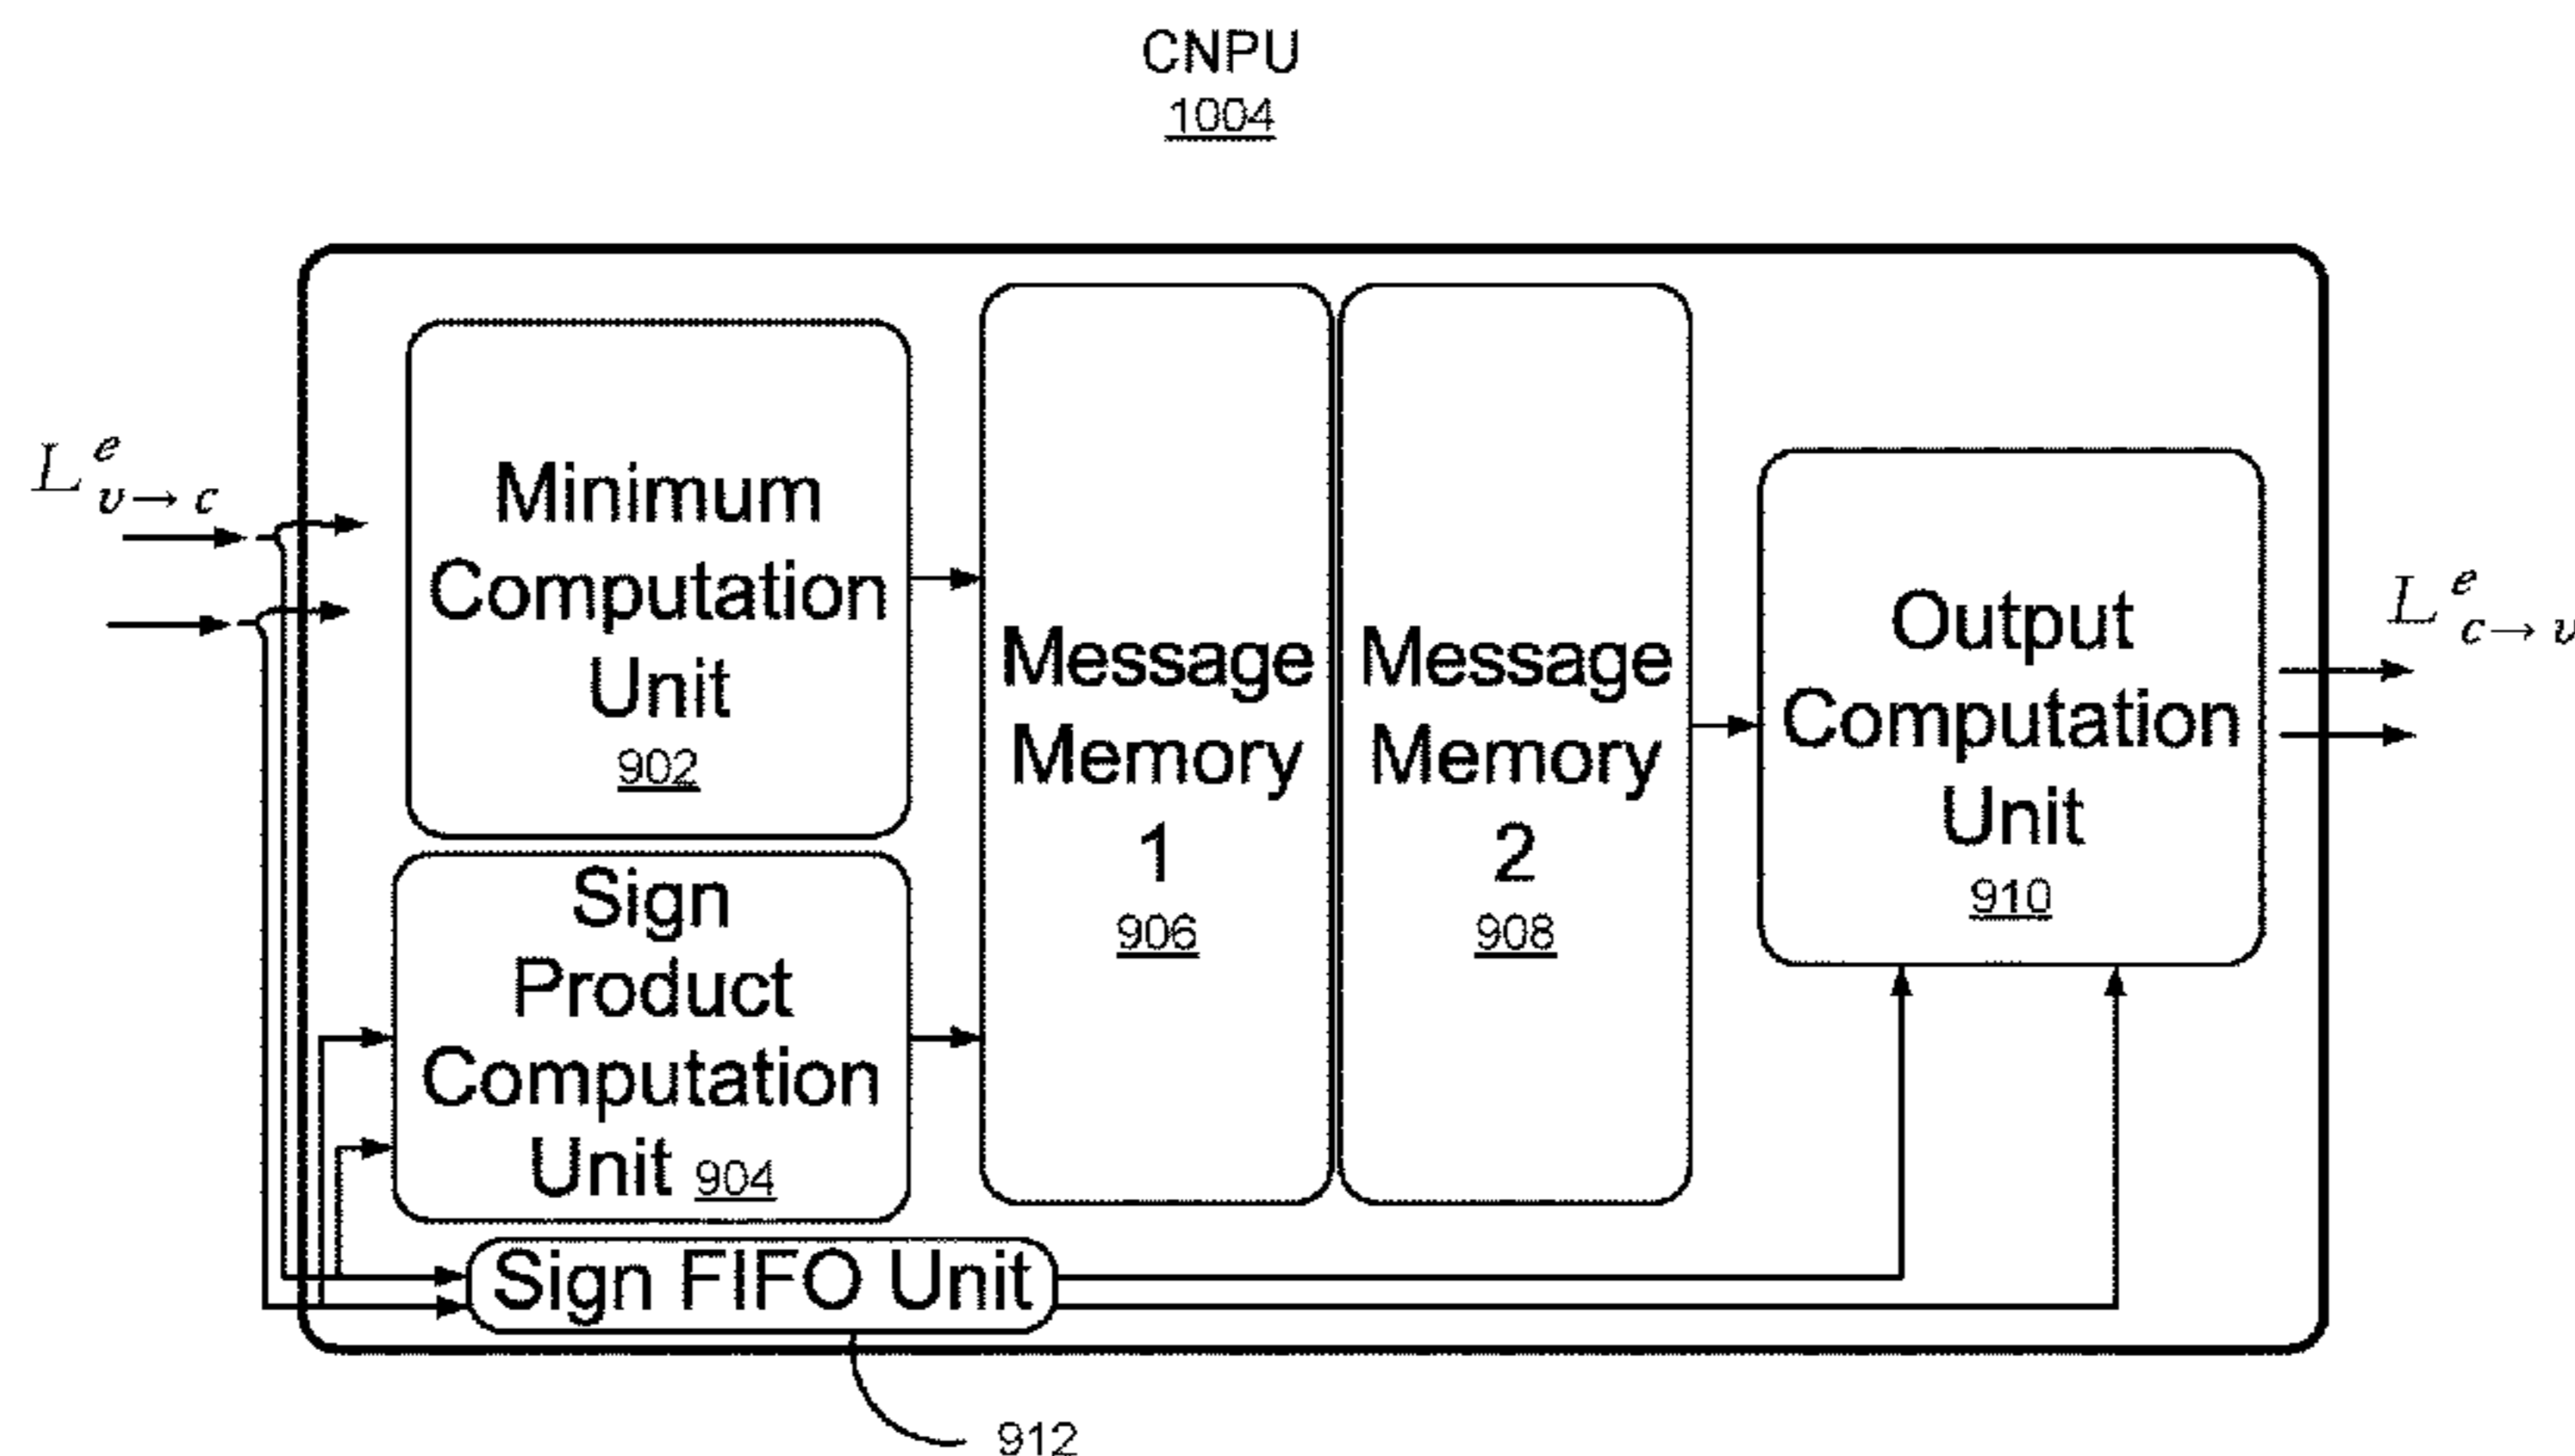 CNPU
1004
L^e_{v→c}
Minimum
Computation
Unit
902
Sign
Product
Computation
Unit 904
Sign FIFO Unit
912
Message
Memory
1
906
Message
Memory
2
908
Output
Computation
Unit
910
L^e_{c→v}